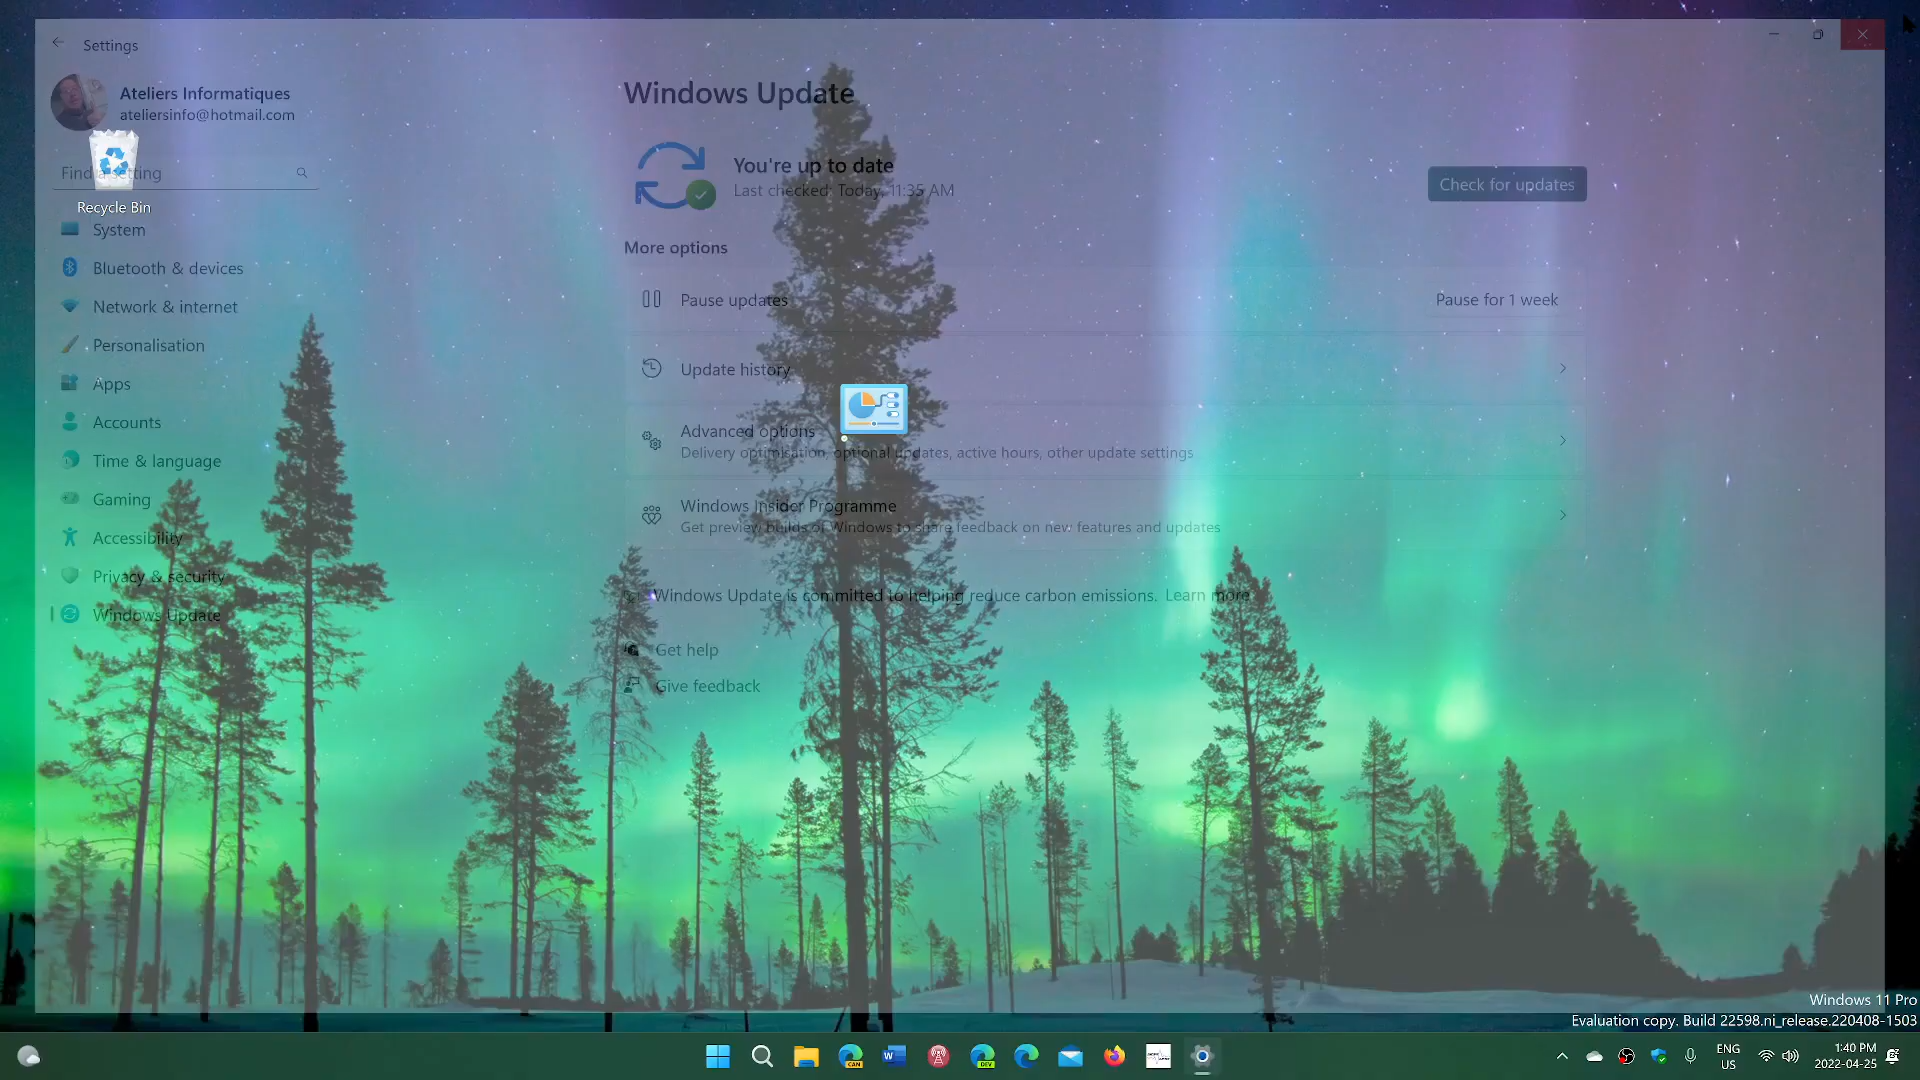 Settings
Ateliers Informatiques
ateliersinfo@hotmail.com
Find a setting
Recycle Bin
System
Bluetooth & devices
Network & internet
Personalisation
Apps
Accounts
Time & language
Gaming
Accessibility
Privacy & security
Windows Update
Windows Update
You're up to date
Last checked: Today, 11:35 AM
Check for updates
More options
Pause updates
Pause for 1 week
Update history
Advanced options
Delivery optimisation, optional updates, active hours, other update settings
Windows Insider Programme
Get preview builds of Windows to share feedback on new features and updates
Windows Update is committed to helping reduce carbon emissions. Learn more
Get help
Give feedback
Windows 11 Pro
Evaluation copy. Build 22598.ni_release.220408-1503
CAN
W
DEV
ENG
US
1:40 PM
2022-04-25